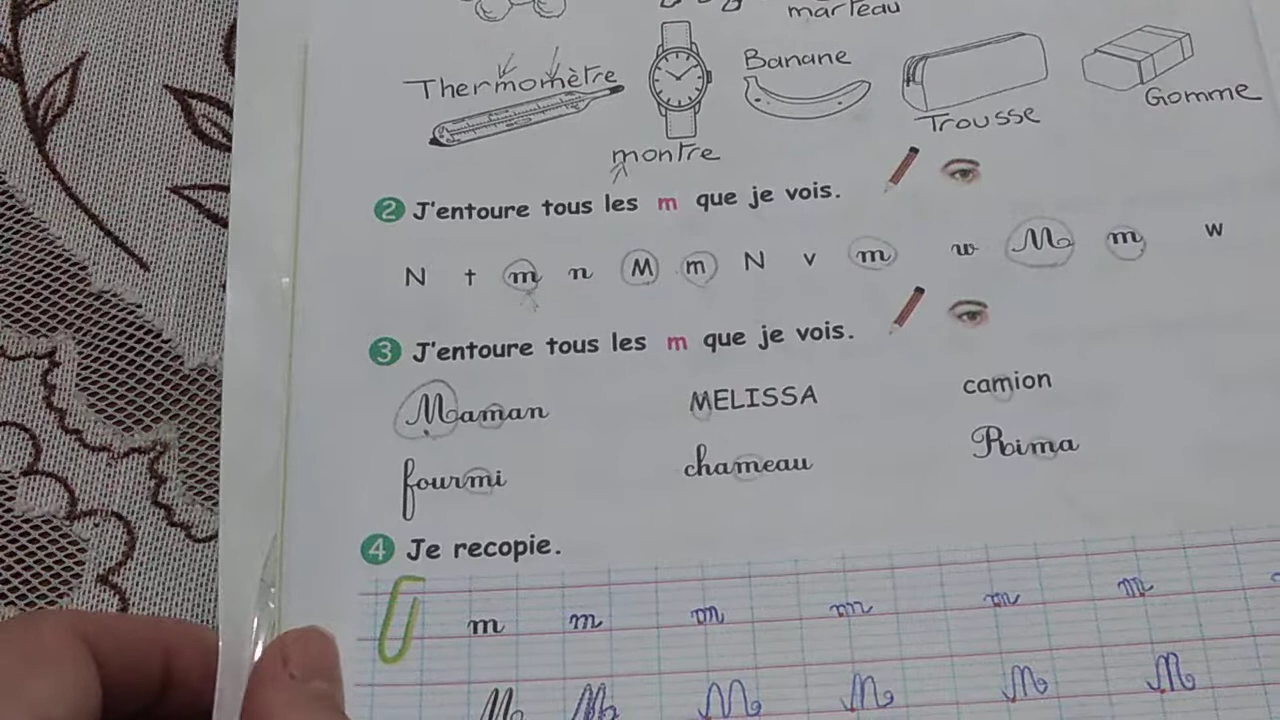 marteau
Thermomètre
Banane
Gomme
Trousse
montre
2 J'entoure tous les m que je vois.
N t m n M m N v m w M m w
3 J'entoure tous les m que je vois.
Maman MELISSA camion
fourmi chameau Rima
4 Je recopie.
m m m m m m
M M M M M M